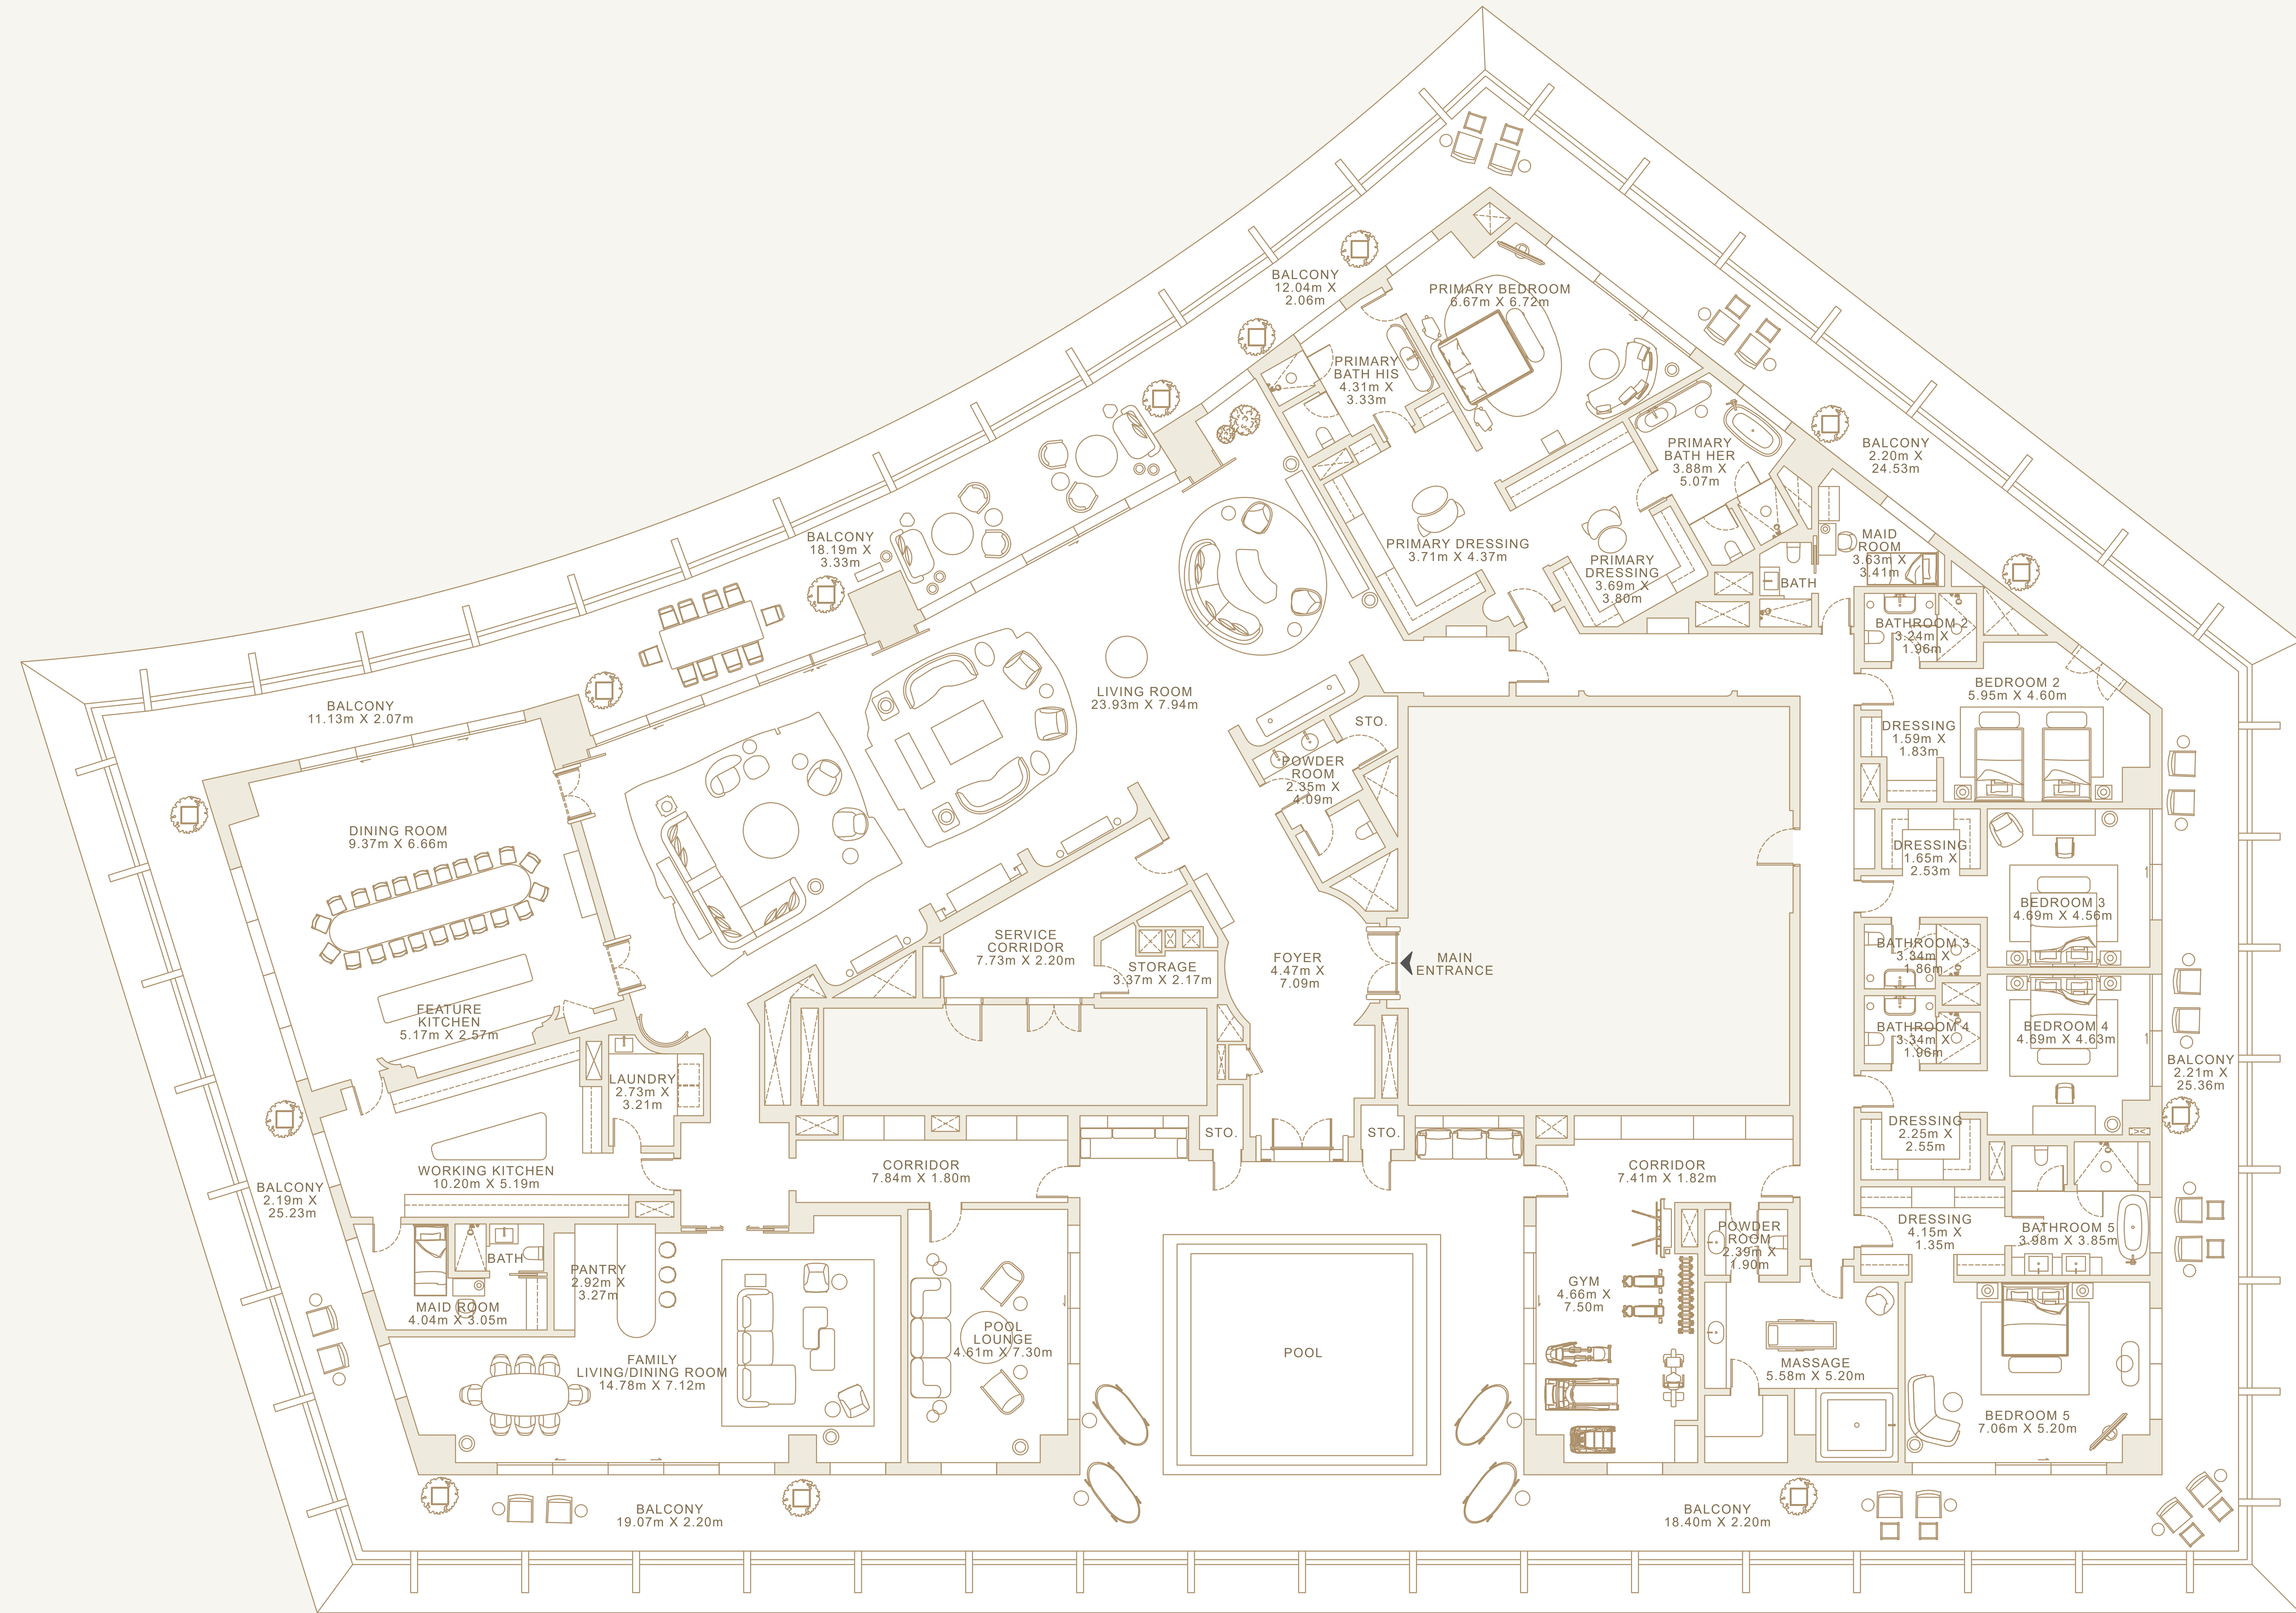 BALCONY
12.04m X
2.06m
PRIMARY BEDROOM
6.67m X 6.72m
PRIMARY
BATH HIS
4.31m X
3.33m
PRIMARY
BATH HER
3.88m X
5.07m
BALCONY
2.20m X
24.53m
BALCONY
18.19m X
3.33m
PRIMARY DRESSING
3.71m X 4.37m
PRIMARY
DRESSING
3.69m X
3.80m
BATH
MAID
ROOM
3.63m X
3.41m
BATHROOM 2
3.24m X
1.96m
BEDROOM 2
5.95m X 4.60m
LIVING ROOM
23.93m X 7.94m
BALCONY
11.13m X 2.07m
STO.
DRESSING
1.59m X
1.83m
POWDER
ROOM
2.35m X
4.09m
DINING ROOM
9.37m X 6.66m
DRESSING
1.65m X
2.53m
BEDROOM 3
4.69m X 4.56m
SERVICE
CORRIDOR
7.73m X 2.20m
STORAGE
3.37m X 2.17m
FOYER
4.47m X
7.09m
MAIN
ENTRANCE
BATHROOM 3
3.34m X
1.86m
FEATURE
KITCHEN
5.17m X 2.57m
BATHROOM 4
3.34m X
1.96m
BEDROOM 4
4.69m X 4.63m
BALCONY
2.21m X
25.36m
LAUNDRY
2.73m X
3.21m
STO.
STO.
DRESSING
2.25m X
2.55m
WORKING KITCHEN
10.20m X 5.19m
CORRIDOR
7.84m X 1.80m
CORRIDOR
7.41m X 1.82m
BALCONY
2.19m X
25.23m
DRESSING
4.15m X
1.35m
BATHROOM 5
3.98m X 3.85m
POWDER
ROOM
2.39m X
1.90m
BATH
PANTRY
2.92m X
3.27m
MAID ROOM
4.04m X 3.05m
GYM
4.66m X
7.50m
POOL
LOUNGE
4.61m X 7.30m
POOL
FAMILY
LIVING/DINING ROOM
14.78m X 7.12m
MASSAGE
5.58m X 5.20m
BEDROOM 5
7.06m X 5.20m
BALCONY
19.07m X 2.20m
BALCONY
18.40m X 2.20m